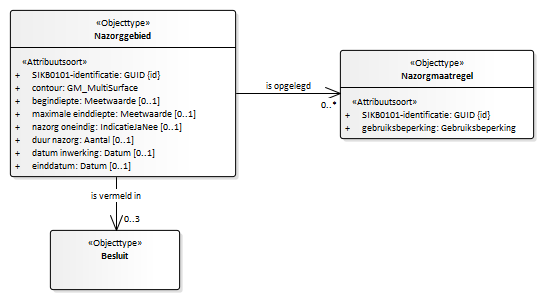 «Objecttype»
Nazorggebied
«Attribuutsoort»
+ SIKB0101-identificatie: GUID {id}
+ contour: GM_MultiSurface
+ begindiepte: Meetwaarde [0..1]
+ maximale einddiepte: Meetwaarde [0..1]
+ nazorg oneindig: IndicatieJaNee [0..1]
+ duur nazorg: Aantal [0..1]
+ datum inwerking: Datum [0..1]
+ einddatum: Datum [0..1]
is opgelegd
0..*
«Objecttype»
Nazorgmaatregel
«Attribuutsoort»
+ SIKB0101-identificatie: GUID {id}
+ gebruiksbeperking: Gebruiksbeperking
is vermeld in
0..3
«Objecttype»
Besluit